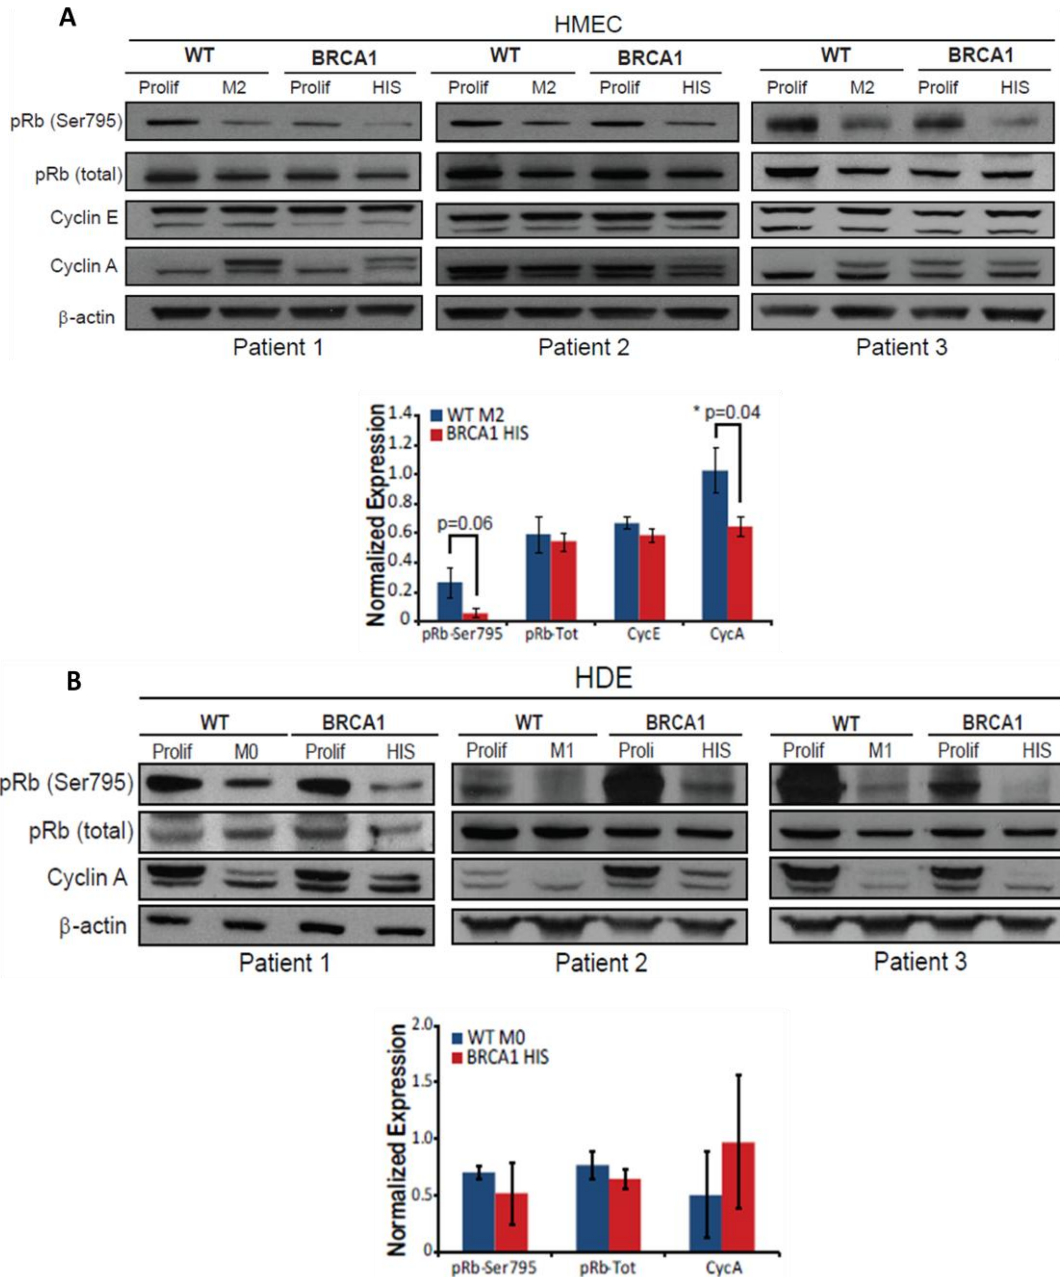 A
HMEC
WT BRCA1 WT BRCA1 WT BRCA1
Prolif M2 Prolif HIS Prolif M2 Prolif HIS Prolif M2 Prolif HIS
pRb (Ser795)
pRb (total)
Cyclin E
Cyclin A
β-actin
Patient 1 Patient 2 Patient 3
Normalized Expression
1.4
1.2
1.0
0.8
0.6
0.4
0.2
0
WT M2
BRCA1 HIS
* p=0.04
p=0.06
pRb-Ser795 pRb-Tot CycE CycA
B
HDE
WT BRCA1 WT BRCA1 WT BRCA1
Prolif M0 Prolif HIS Prolif M1 Proli HIS Prolif M1 Prolif HIS
pRb (Ser795)
pRb (total)
Cyclin A
β-actin
Patient 1 Patient 2 Patient 3
Normalized Expression
2.0
1.5
1.0
0.5
0
WT M0
BRCA1 HIS
pRb-Ser795 pRb-Tot CycA